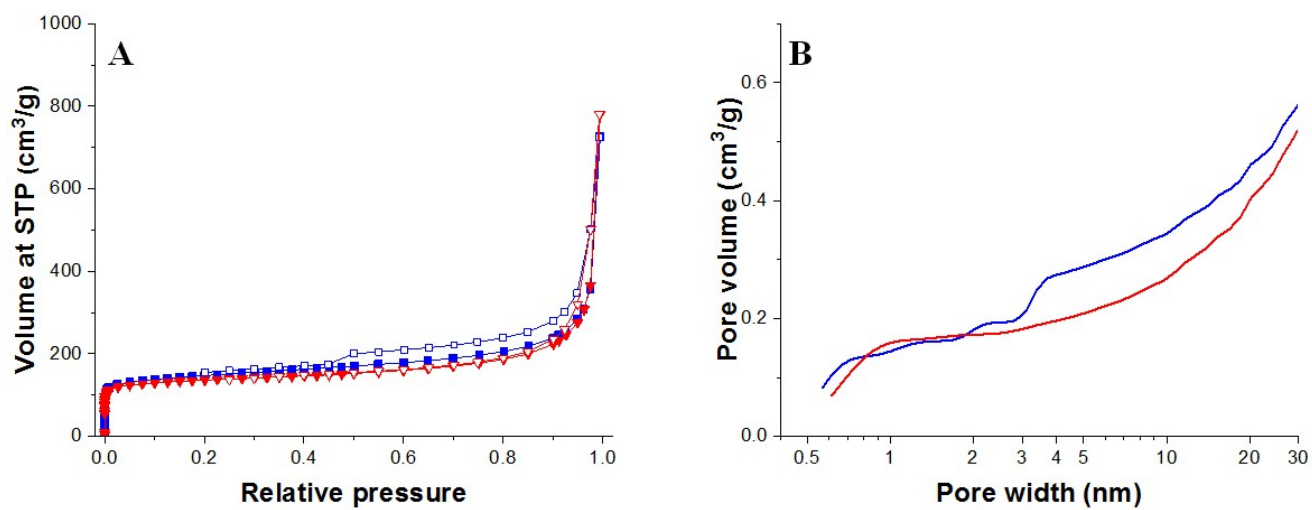 A
Volume at STP (cm³/g)
1000
800
600
400
200
0
0.0 0.2 0.4 0.6 0.8 1.0
Relative pressure
B
Pore volume (cm³/g)
0.6
0.4
0.2
0.0
0.5 1 2 3 4 5 10 20 30
Pore width (nm)